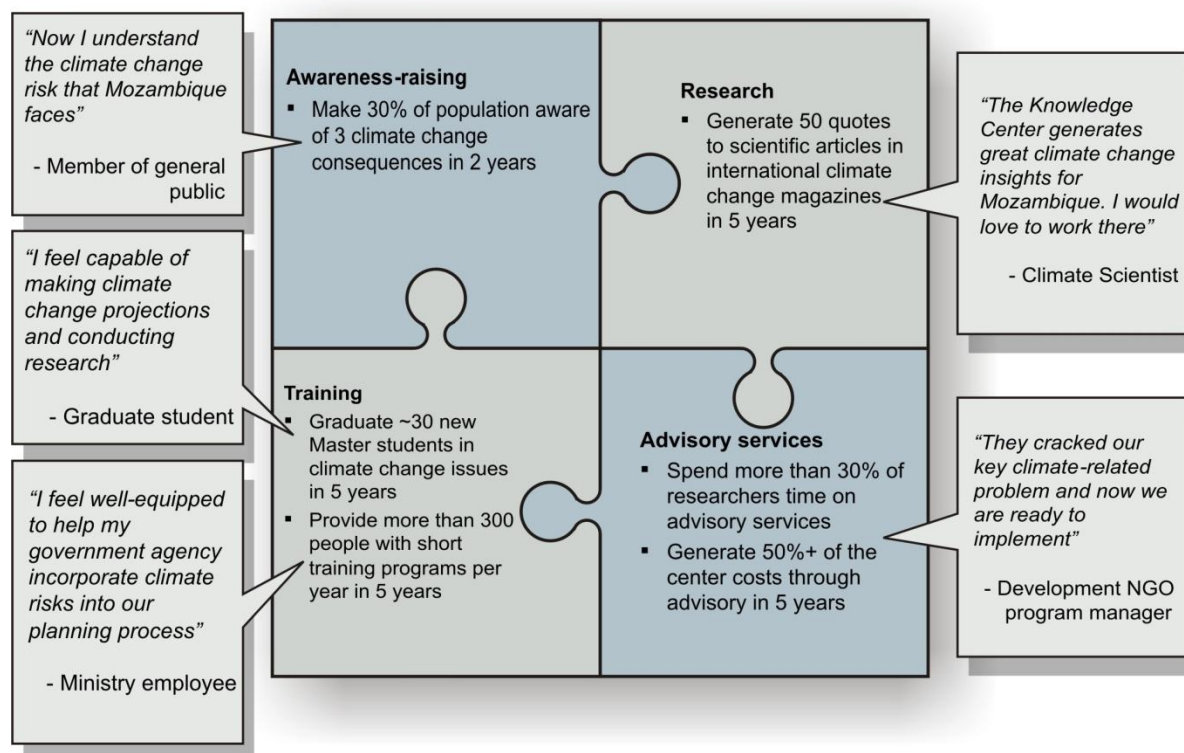 “Now I understand
the climate change
risk that Mozambique
faces”
- Member of general
public
“I feel capable of
making climate
change projections
and conducting
research”
- Graduate student
“I feel well-equipped
to help my
government agency
incorporate climate
risks into our
planning process”
- Ministry employee
Awareness-raising
▪ Make 30% of population aware
of 3 climate change
consequences in 2 years
Research
▪ Generate 50 quotes
to scientific articles in
international climate
change magazines
in 5 years
Training
▪ Graduate ~30 new
Master students in
climate change issues
in 5 years
▪ Provide more than 300
people with short
training programs per
year in 5 years
Advisory services
▪ Spend more than 30% of
researchers time on
advisory services
▪ Generate 50%+ of the
center costs through
advisory in 5 years
“The Knowledge
Center generates
great climate change
insights for
Mozambique. I would
love to work there”
- Climate Scientist
“They cracked our
key climate-related
problem and now we
are ready to
implement”
- Development NGO
program manager